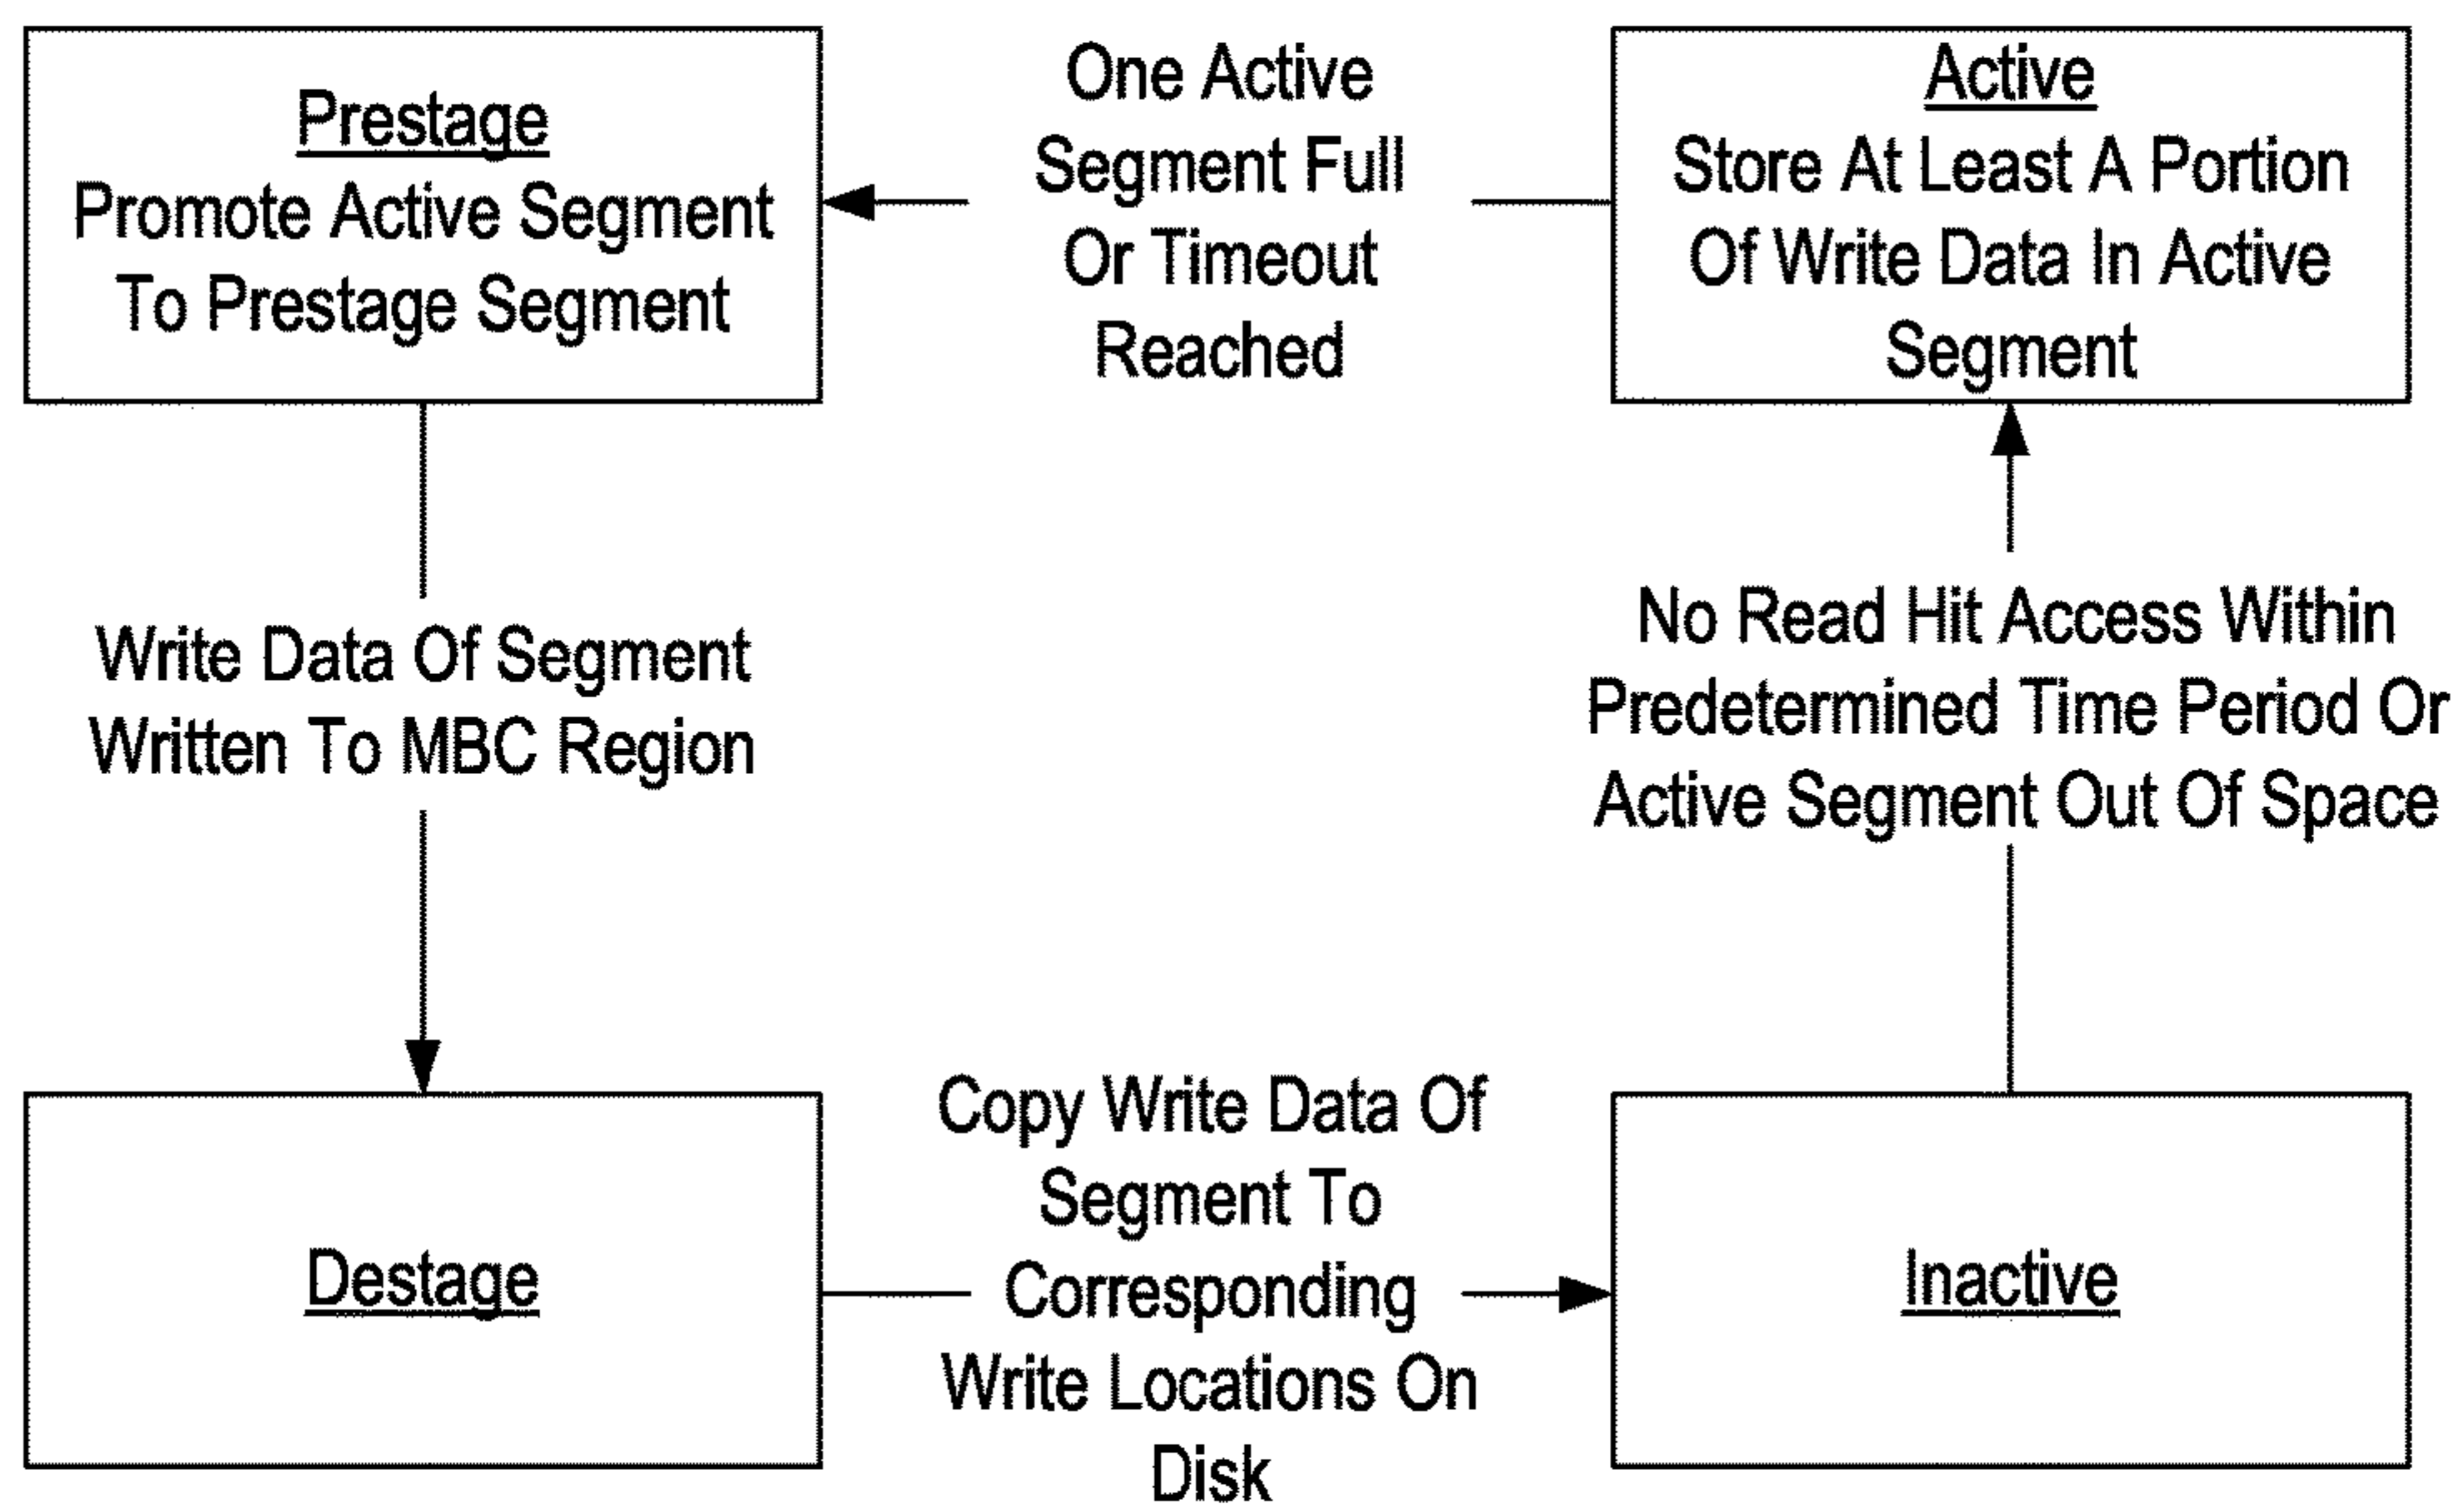 Prestage
Promote Active Segment
To Prestage Segment
One Active
Segment Full
Or Timeout
Reached
Active
Store At Least A Portion
Of Write Data In Active
Segment
Write Data Of Segment
Written To MBC Region
No Read Hit Access Within
Predetermined Time Period Or
Active Segment Out Of Space
Destage
Copy Write Data Of
Segment To
Corresponding
Write Locations On
Disk
Inactive